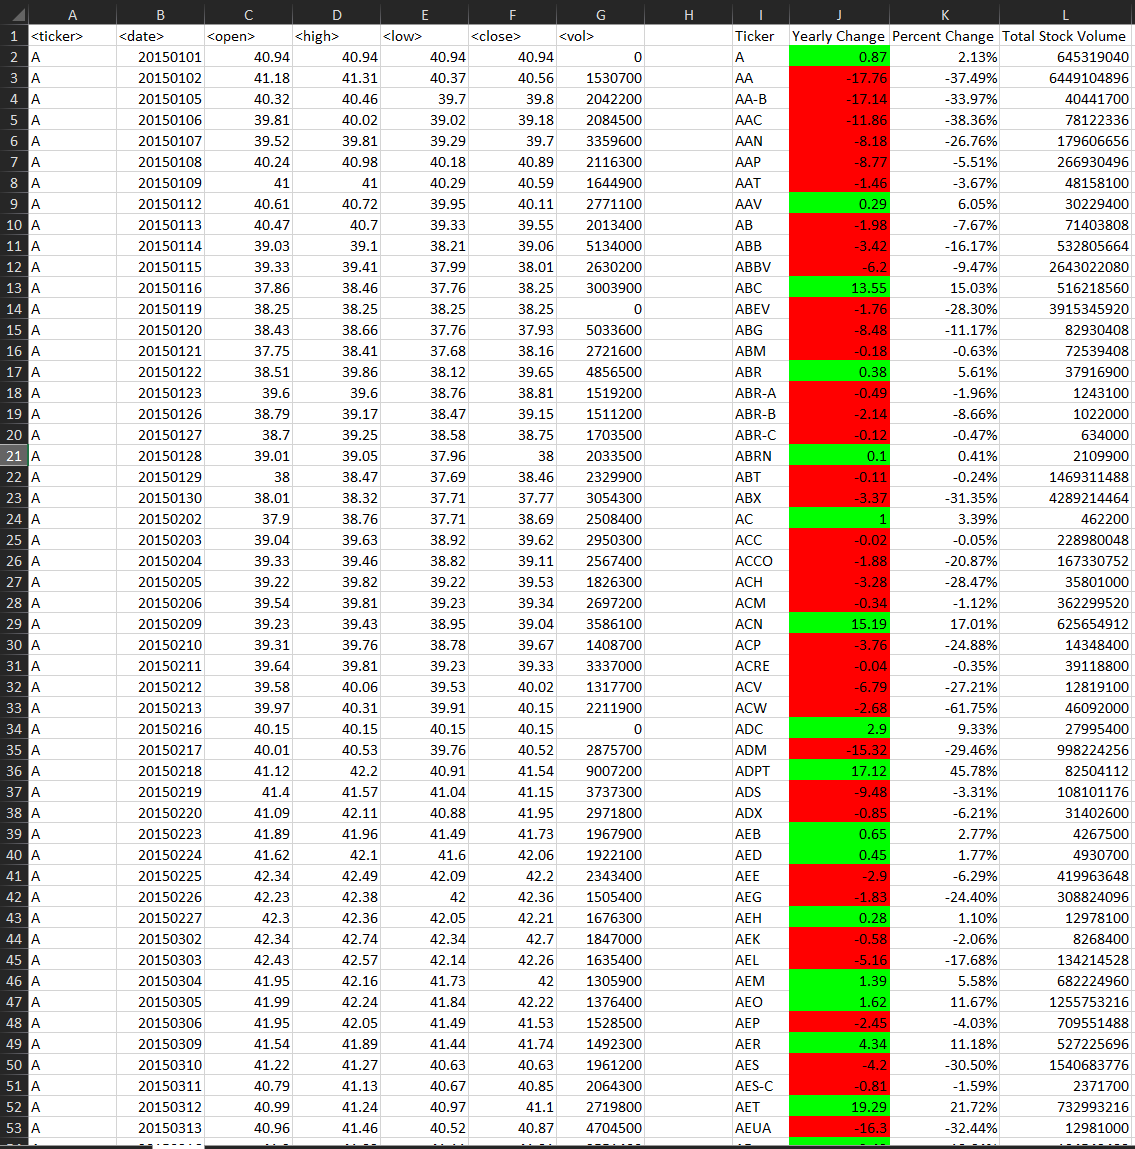 A B C D E F G H I J K L
1 <ticker> <date> <open> <high> <low> <close> <vol> Ticker Yearly Change Percent Change Total Stock Volume
2 A 20150101 40.94 40.94 40.94 40.94 0 A 0.87 2.13% 645319040
3 A 20150102 41.18 41.31 40.37 40.56 1530700 AA -17.76 -37.49% 6449104896
4 A 20150105 40.32 40.46 39.7 39.8 2042200 AA-B -17.14 -33.97% 40441700
5 A 20150106 39.81 40.02 39.02 39.18 2084500 AAC -11.86 -38.36% 78122336
6 A 20150107 39.52 39.81 39.29 39.7 3359600 AAN -8.18 -26.76% 179606656
7 A 20150108 40.24 40.98 40.18 40.89 2116300 AAP -8.77 -5.51% 266930496
8 A 20150109 41 41 40.29 40.59 1644900 AAT -1.46 -3.67% 48158100
9 A 20150112 40.61 40.72 39.95 40.11 2771100 AAV 0.29 6.05% 30229400
10 A 20150113 40.47 40.7 39.33 39.55 2013400 AB -1.98 -7.67% 71403808
11 A 20150114 39.03 39.1 38.21 39.06 5134000 ABB -3.42 -16.17% 532805664
12 A 20150115 39.33 39.41 37.99 38.01 2630200 ABBV -6.2 -9.47% 2643022080
13 A 20150116 37.86 38.46 37.76 38.25 3003900 ABC 13.55 15.03% 516218560
14 A 20150119 38.25 38.25 38.25 38.25 0 ABEV -1.76 -28.30% 3915345920
15 A 20150120 38.43 38.66 37.76 37.93 5033600 ABG -8.48 -11.17% 82930408
16 A 20150121 37.75 38.41 37.68 38.16 2721600 ABM -0.18 -0.63% 72539408
17 A 20150122 38.51 39.86 38.12 39.65 4856500 ABR 0.38 5.61% 37916900
18 A 20150123 39.6 39.6 38.76 38.81 1519200 ABR-A -0.49 -1.96% 1243100
19 A 20150126 38.79 39.17 38.47 39.15 1511200 ABR-B -2.14 -8.66% 1022000
20 A 20150127 38.7 39.25 38.58 38.75 1703500 ABR-C -0.12 -0.47% 634000
21 A 20150128 39.01 39.05 37.96 38 2033500 ABRN 0.1 0.41% 2109900
22 A 20150129 38 38.47 37.69 38.46 2329900 ABT -0.11 -0.24% 1469311488
23 A 20150130 38.01 38.32 37.71 37.77 3054300 ABX -3.37 -31.35% 4289214464
24 A 20150202 37.9 38.76 37.71 38.69 2508400 AC 1 3.39% 462200
25 A 20150203 39.04 39.63 38.92 39.62 2950300 ACC -0.02 -0.05% 228980048
26 A 20150204 39.33 39.46 38.82 39.11 2567400 ACCO -1.88 -20.87% 167330752
27 A 20150205 39.22 39.82 39.22 39.53 1826300 ACH -3.28 -28.47% 35801000
28 A 20150206 39.54 39.81 39.23 39.34 2697200 ACM -0.34 -1.12% 362299520
29 A 20150209 39.23 39.43 38.95 39.04 3586100 ACN 15.19 17.01% 625654912
30 A 20150210 39.31 39.76 38.78 39.67 1408700 ACP -3.76 -24.88% 14348400
31 A 20150211 39.64 39.81 39.23 39.33 3337000 ACRE -0.04 -0.35% 39118800
32 A 20150212 39.58 40.06 39.53 40.02 1317700 ACV -6.79 -27.21% 12819100
33 A 20150213 39.97 40.31 39.91 40.15 2211900 ACW -2.68 -61.75% 46092000
34 A 20150216 40.15 40.15 40.15 40.15 0 ADC 2.9 9.33% 27995400
35 A 20150217 40.01 40.53 39.76 40.52 2875700 ADM -15.32 -29.46% 998224256
36 A 20150218 41.12 42.2 40.91 41.54 9007200 ADPT 17.12 45.78% 82504112
37 A 20150219 41.4 41.57 41.04 41.15 3737300 ADS -9.48 -3.31% 108101176
38 A 20150220 41.09 42.11 40.88 41.95 2971800 ADX -0.85 -6.21% 31402600
39 A 20150223 41.89 41.96 41.49 41.73 1967900 AEB 0.65 2.77% 4267500
40 A 20150224 41.62 42.1 41.6 42.06 1922100 AED 0.45 1.77% 4930700
41 A 20150225 42.34 42.49 42.09 42.2 2343400 AEE -2.9 -6.29% 419963648
42 A 20150226 42.23 42.38 42 42.36 1505400 AEG -1.83 -24.40% 308824096
43 A 20150227 42.3 42.36 42.05 42.21 1676300 AEH 0.28 1.10% 12978100
44 A 20150302 42.34 42.74 42.34 42.7 1847000 AEK -0.58 -2.06% 8268400
45 A 20150303 42.43 42.57 42.14 42.26 1635400 AEL -5.16 -17.68% 134214528
46 A 20150304 41.95 42.16 41.73 42 1305900 AEM 1.39 5.58% 682224960
47 A 20150305 41.99 42.24 41.84 42.22 1376400 AEO 1.62 11.67% 1255753216
48 A 20150306 41.95 42.05 41.49 41.53 1528500 AEP -2.45 -4.03% 709551488
49 A 20150309 41.54 41.89 41.44 41.74 1492300 AER 4.34 11.18% 527225696
50 A 20150310 41.22 41.27 40.63 40.63 1961200 AES -4.2 -30.50% 1540683776
51 A 20150311 40.79 41.13 40.67 40.85 2064300 AES-C -0.81 -1.59% 2371700
52 A 20150312 40.99 41.24 40.97 41.1 2719800 AET 19.29 21.72% 732993216
53 A 20150313 40.96 41.46 40.52 40.87 4704500 AEUA -16.3 -32.44% 12981000